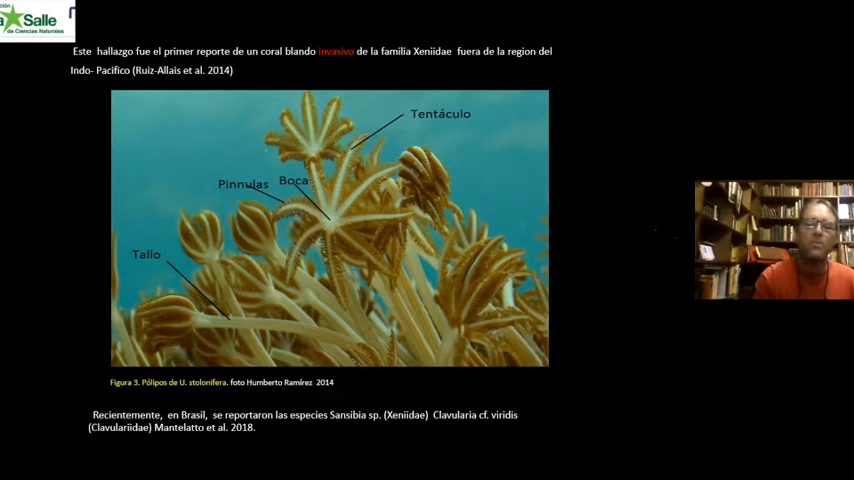 Salle
de Ciencias Naturales
Este hallazgo fue el primer reporte de un coral blando invasivo de la familia Xeniidae fuera de la region del
Indo- Pacifico (Ruiz-Allais et al. 2014)
Tentáculo
Pinnulas
Boca
Tallo
Figura 3. Pólipos de U. stolonifera. foto Humberto Ramírez 2014
Recientemente, en Brasil, se reportaron las especies Sansibia sp. (Xeniidae) Clavularia cf. viridis
(Clavulariidae) Mantelatto et al. 2018.